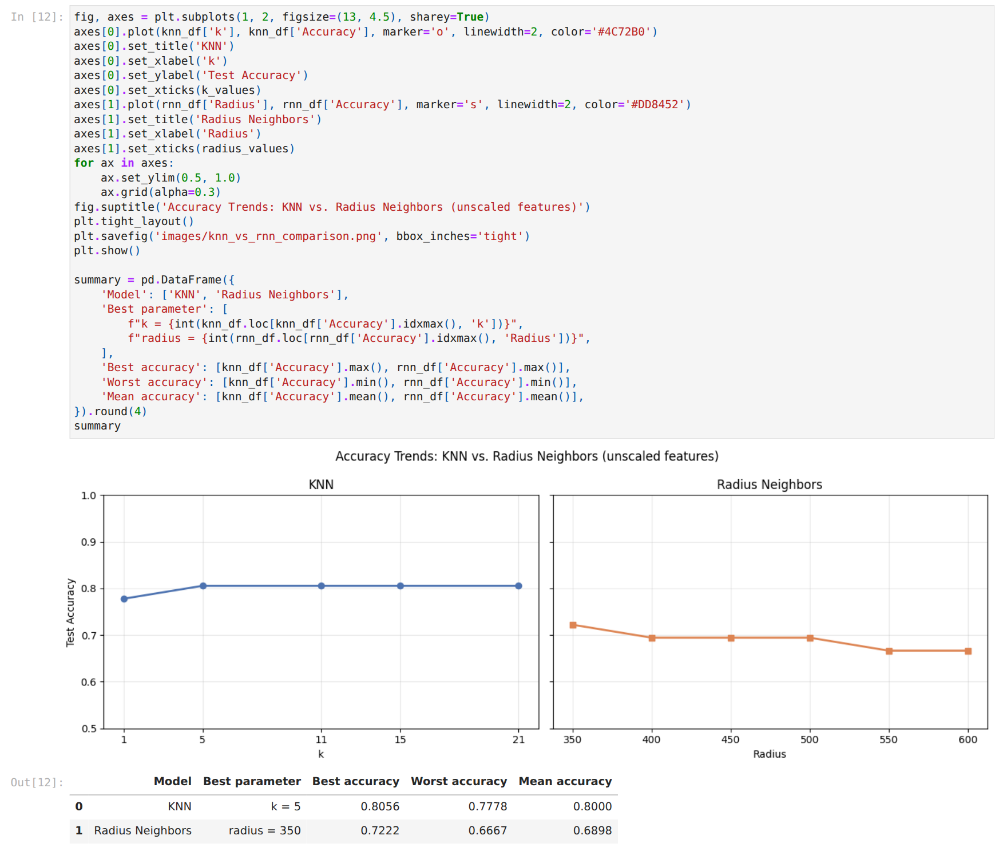 In [12]:
fig, axes = plt.subplots(1, 2, figsize=(13, 4.5), sharey=True)
axes[0].plot(knn_df['k'], knn_df['Accuracy'], marker='o', linewidth=2, color='#4C72B0')
axes[0].set_title('KNN')
axes[0].set_xlabel('k')
axes[0].set_ylabel('Test Accuracy')
axes[0].set_xticks(k_values)
axes[1].plot(rnn_df['Radius'], rnn_df['Accuracy'], marker='s', linewidth=2, color='#DD8452')
axes[1].set_title('Radius Neighbors')
axes[1].set_xlabel('Radius')
axes[1].set_xticks(radius_values)
for ax in axes:
    ax.set_ylim(0.5, 1.0)
    ax.grid(alpha=0.3)
fig.suptitle('Accuracy Trends: KNN vs. Radius Neighbors (unscaled features)')
plt.tight_layout()
plt.savefig('images/knn_vs_rnn_comparison.png', bbox_inches='tight')
plt.show()

summary = pd.DataFrame({
    'Model': ['KNN', 'Radius Neighbors'],
    'Best parameter': [
        f"k = {int(knn_df.loc[knn_df['Accuracy'].idxmax(), 'k'])}",
        f"radius = {int(rnn_df.loc[rnn_df['Accuracy'].idxmax(), 'Radius'])}",
    ],
    'Best accuracy': [knn_df['Accuracy'].max(), rnn_df['Accuracy'].max()],
    'Worst accuracy': [knn_df['Accuracy'].min(), rnn_df['Accuracy'].min()],
    'Mean accuracy': [knn_df['Accuracy'].mean(), rnn_df['Accuracy'].mean()],
}).round(4)
summary
Accuracy Trends: KNN vs. Radius Neighbors (unscaled features)
KNN
1.0
0.9
0.8
0.7
0.6
0.5
Test Accuracy
1 5 11 15 21
k
Radius Neighbors
350 400 450 500 550 600
Radius
Out[12]:
Model Best parameter Best accuracy Worst accuracy Mean accuracy
0 KNN k = 5 0.8056 0.7778 0.8000
1 Radius Neighbors radius = 350 0.7222 0.6667 0.6898